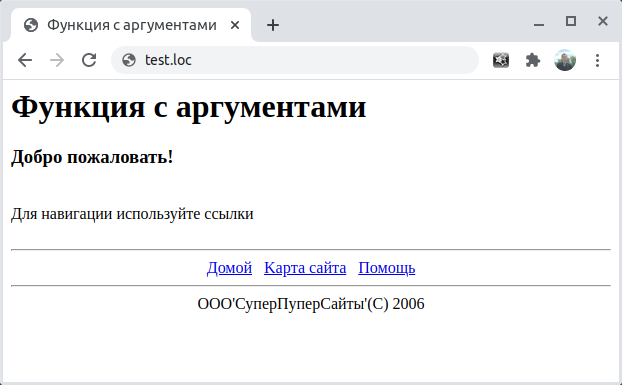 Функция с аргументами
test.loc
Функция с аргументами
Добро пожаловать!
Для навигации используйте ссылки
Домой Карта сайта Помощь
ООО'СуперПуперСайты'(С) 2006